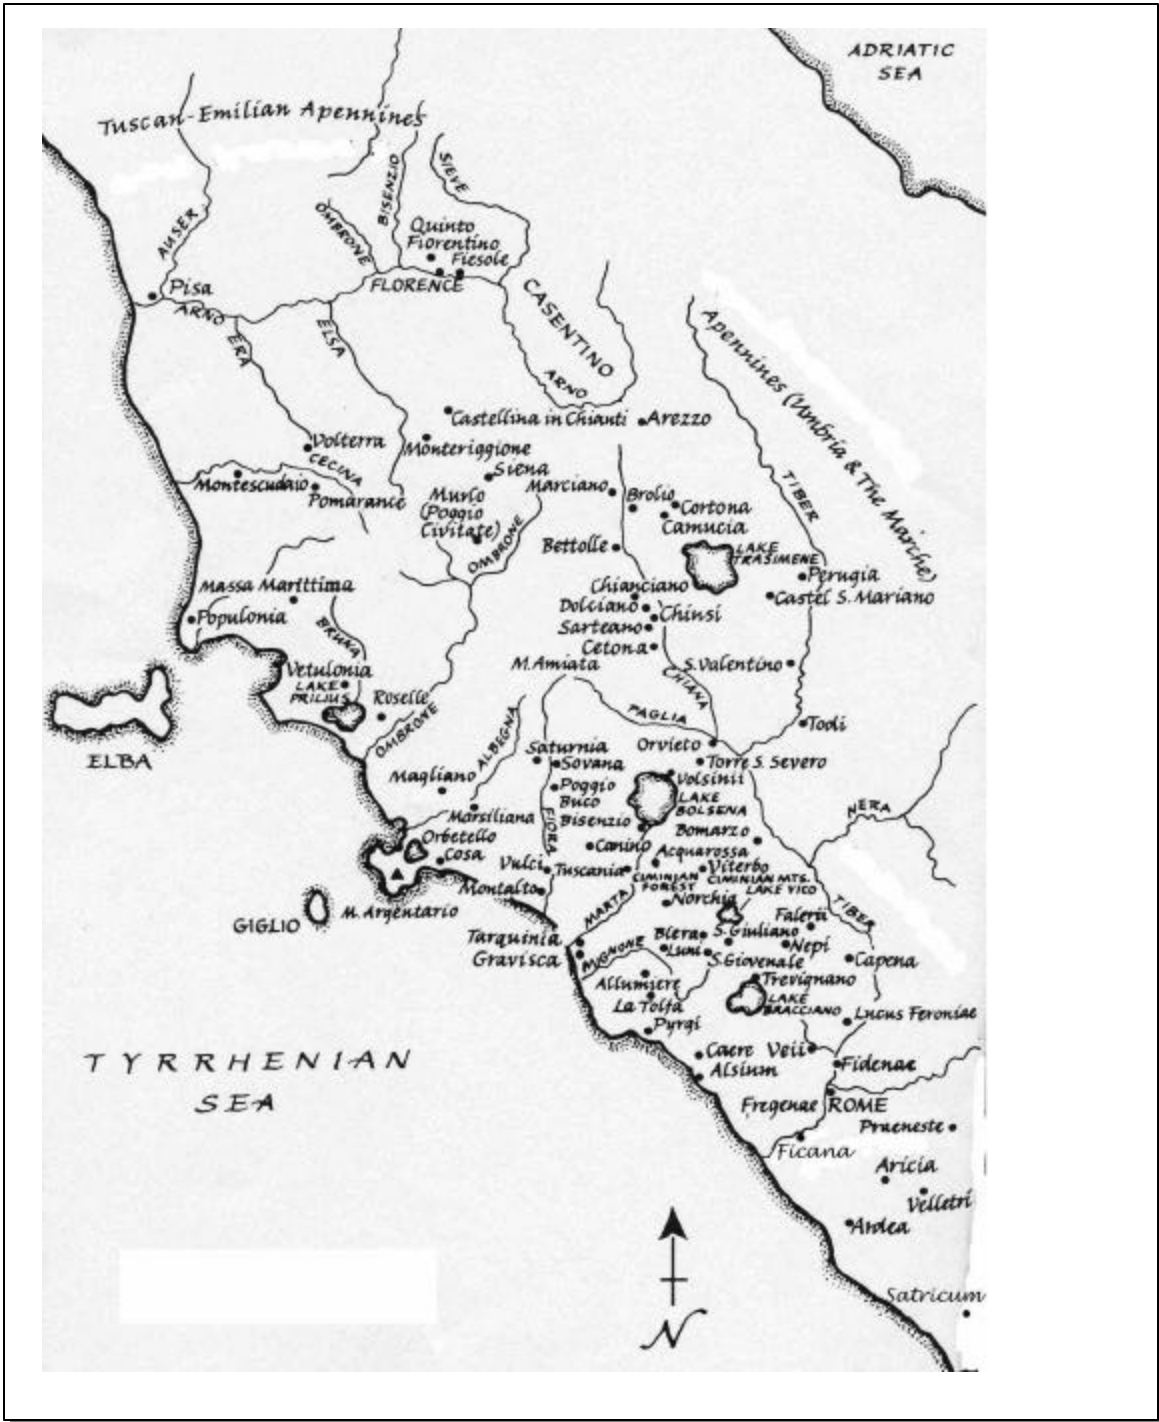 ADRIATIC
SEA
Tuscan-Emilian Apennines
BISENZIO
SIEVE
AUSER
OMBRONE
Quinto
Fiorentino
Fiesole
FLORENCE
Pisa
ARNO
ERA
ELSA
CASENTINO
ARNO
Apennines (Umbria & The Marche)
Castellina in Chianti
Arezzo
Volterra
Monteriggione
CECINA
Siena
Montescudaio
Pomarance
Marciano
TIBER
Murlo
(Poggio
Civitate)
Brolio
Cortona
Camucia
OMBRONE
Bettolle
LAKE
TRASIMENE
Perugia
Massa Marittima
Chianciano
Castel S. Mariano
Dolciano
Chiusi
Populonia
Sarteano
BRUNA
Cetona
M. Amiata
S. Valentino
Vetulonia
LAKE
PRILIUS
CHIANA
Roselle
OMBRONE
ALBEGNA
PAGLIA
Todi
ELBA
Orvieto
Saturnia
Sovana
Torre S. Severo
Magliano
Volsinii
Poggio
Buco
LAKE
BOLSENA
NERA
Marsiliana
FIORA
Bisenzio
Bomarzo
Orbetello
Cosa
Canino
Acquarossa
Vulci
Tuscania
Viterbo
CIMINIAN
FOREST
CIMINIAN MTS.
LAKE VICO
Montalto
Norchia
GIGLIO
M. Argentario
MARTA
TIBER
Falerii
Tarquinia
Gravisca
Blera
S. Giuliano
Nepi
MIGNONE
Luni
S. Giovenale
Capena
Allumiere
Trevignano
La Tolfa
LAKE
BRACCIANO
Lucus Feroniae
Pyrgi
TYRRHENIAN
SEA
Caere
Veii
Alsium
Fidenae
Fregenae
ROME
Praeneste
Ficana
Aricia
Velletri
Ardea
Satricum
N